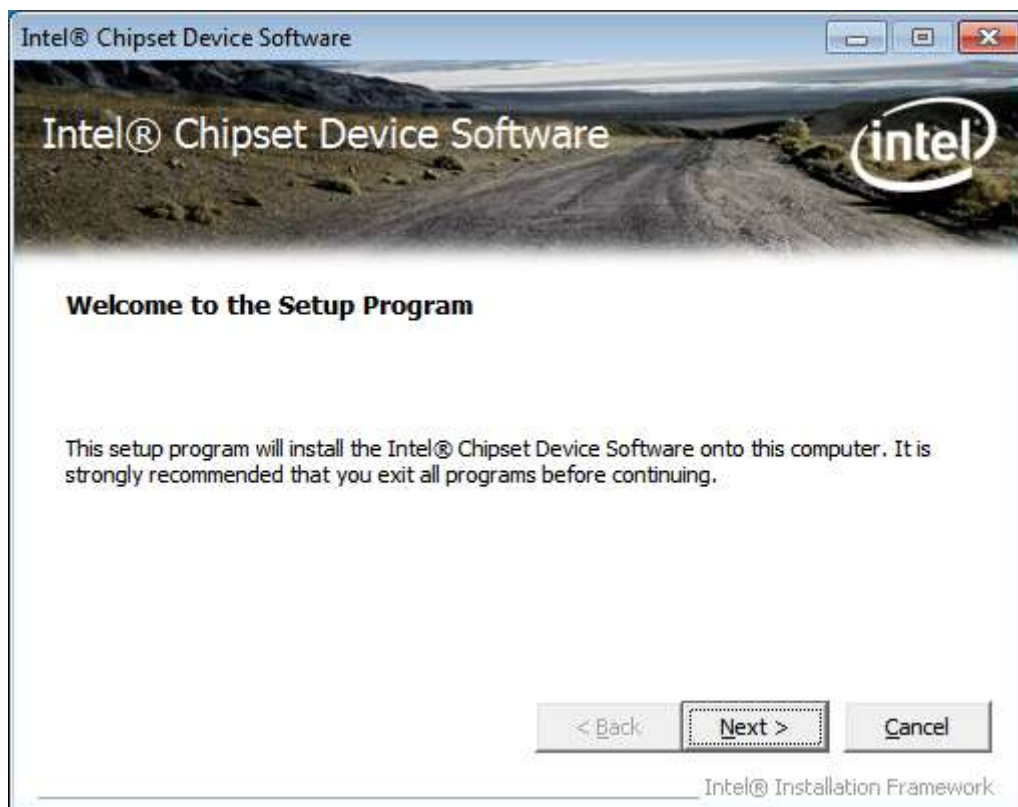 Intel® Chipset Device Software
Intel® Chipset Device Software
intel
Welcome to the Setup Program
This setup program will install the Intel® Chipset Device Software onto this computer. It is
strongly recommended that you exit all programs before continuing.
< Back Next > Cancel
Intel® Installation Framework